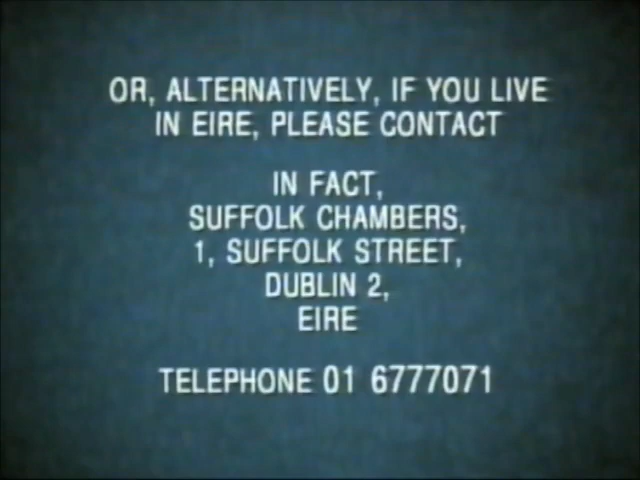 OR, ALTERNATIVELY, IF YOU LIVE
IN EIRE, PLEASE CONTACT
IN FACT,
SUFFOLK CHAMBERS,
1, SUFFOLK STREET,
DUBLIN 2,
EIRE
TELEPHONE 01 6777071